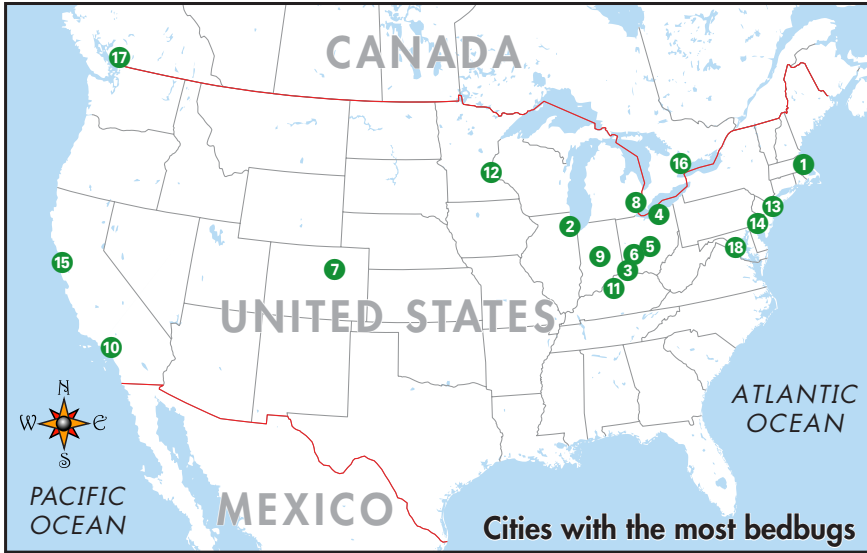 CANADA
17
1
16
12
8
13
4
14
2
5
18
9
6
15
7
3
11
UNITED STATES
10
N
W
E
S
ATLANTIC
OCEAN
PACIFIC
OCEAN
MEXICO
Cities with the most bedbugs